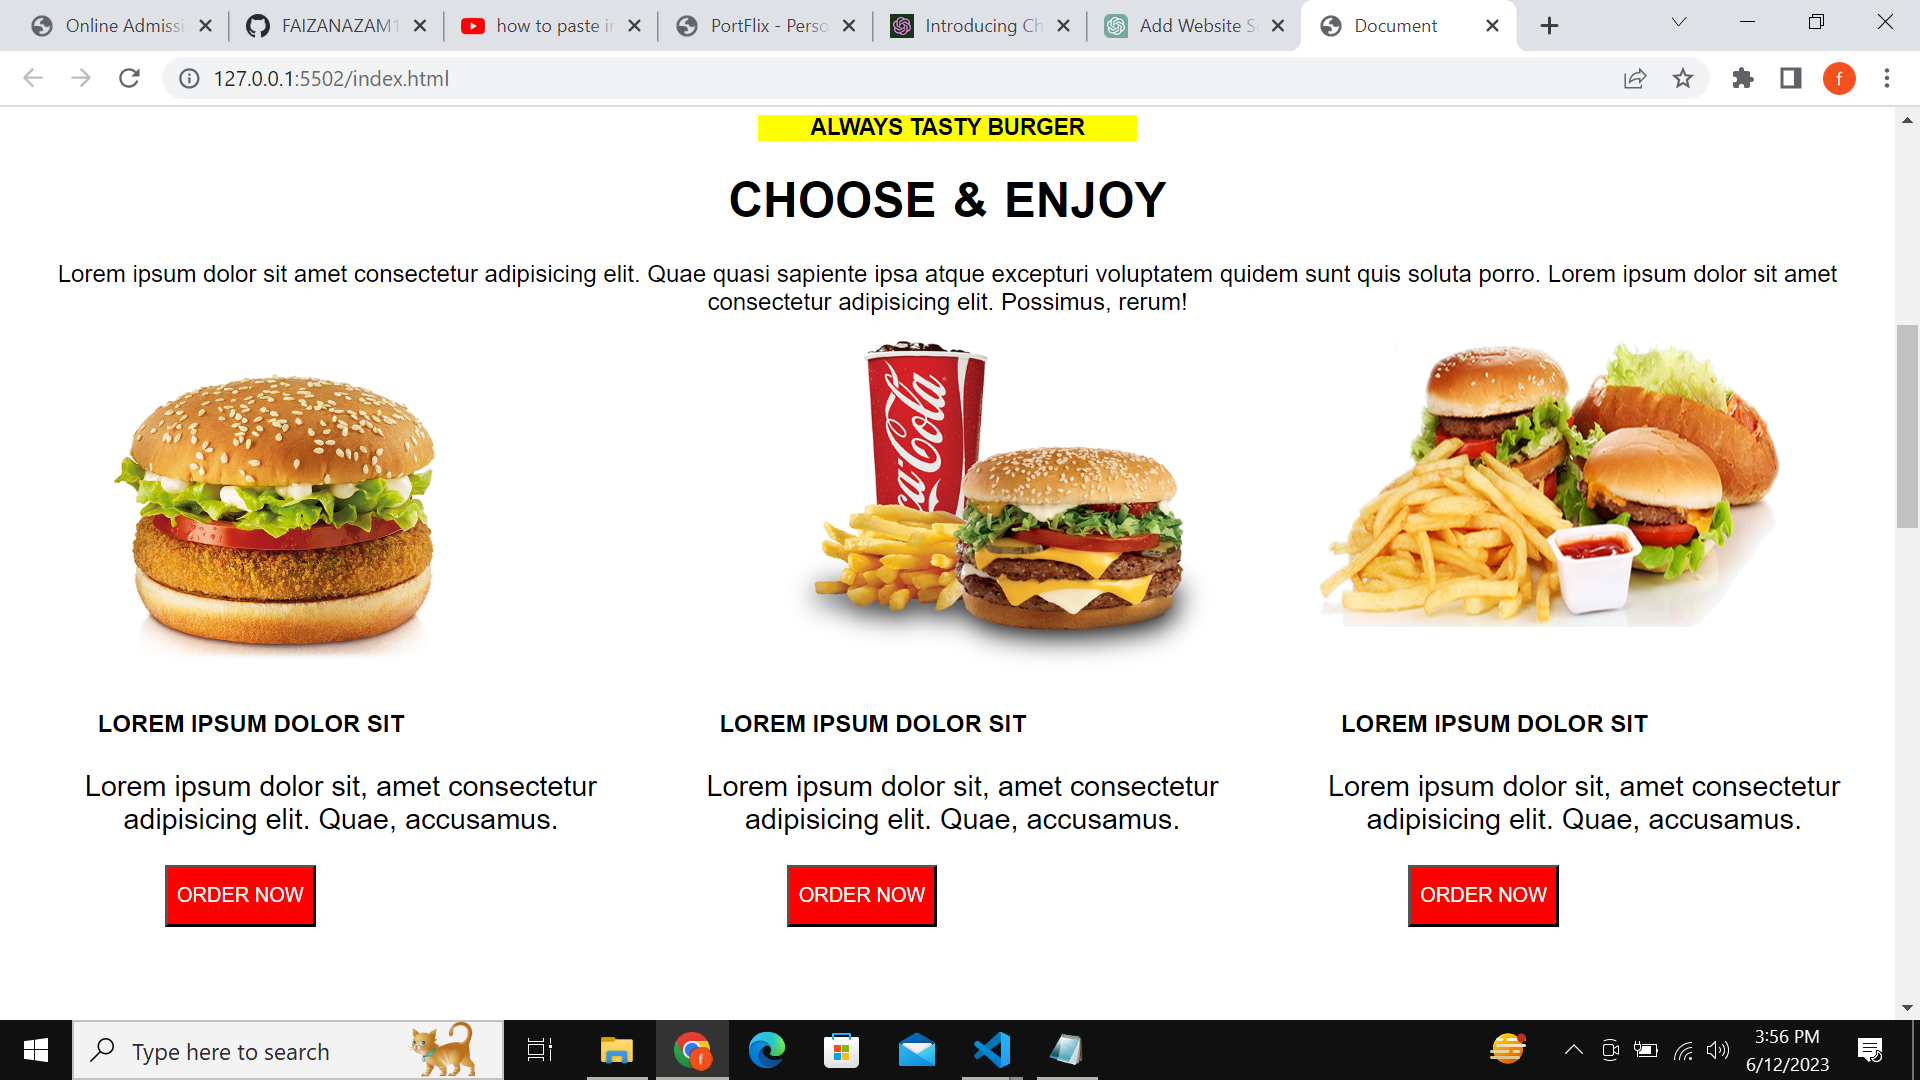 Online Admissi
FAIZANAZAM1
how to paste in
PortFlix - Perso
Introducing Ch
Add Website Se
Document
127.0.0.1:5502/index.html
f
ALWAYS TASTY BURGER
CHOOSE & ENJOY
Lorem ipsum dolor sit amet consectetur adipisicing elit. Quae quasi sapiente ipsa atque excepturi voluptatem quidem sunt quis soluta porro. Lorem ipsum dolor sit amet
consectetur adipisicing elit. Possimus, rerum!
ca-Cola
LOREM IPSUM DOLOR SIT
LOREM IPSUM DOLOR SIT
LOREM IPSUM DOLOR SIT
Lorem ipsum dolor sit, amet consectetur
adipisicing elit. Quae, accusamus.
Lorem ipsum dolor sit, amet consectetur
adipisicing elit. Quae, accusamus.
Lorem ipsum dolor sit, amet consectetur
adipisicing elit. Quae, accusamus.
ORDER NOW
ORDER NOW
ORDER NOW
Type here to search
f
3:56 PM
6/12/2023